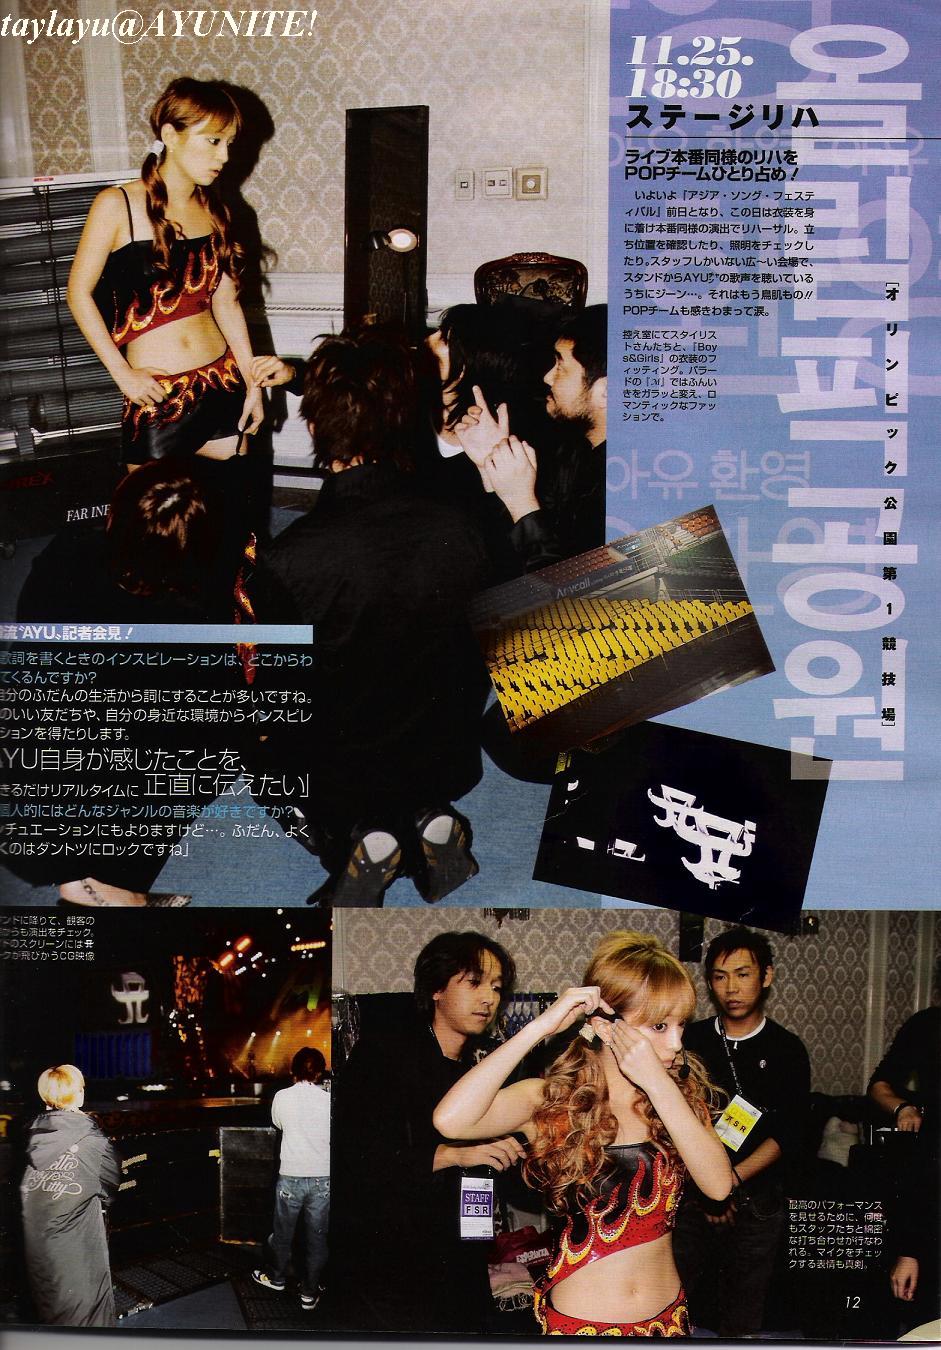 taylayu@AYUNITE!
11.25.
18:30
ステージリハ
ライブ本番同様のリハを
POPチームひとり占め!
いよいよ「アジア・ソング・フェステ
ィバル」前日となり、この日は衣装を身
に着け本番同様の演出でリハーサル。立
ち位置を確認したり、照明をチェックし
たり。スタッフしかいない広〜い会場で、
スタンドからAYUの歌声を聴いている
うちにジーン…。それはもう鳥肌もの!!
POPチームも感きわまって涙。
控え室にてスタイリス
トさんたちと、「Boy
s&Girls」の衣装のフ
ィッティング。バラー
ドの「M」ではふんい
きをガラッと変え、ロ
マンティックなファッ
ションで。
올림픽공원
[オリンピック公園第1競技場]
아유 환영
FAR INE
Anycall
流“AYU”記者会見!
歌詞を書くときのインスピレーションは、どこからわ
てくるんですか?
自分のふだんの生活から詞にすることが多いですね。
のいい友だちや、自分の身近な環境からインスピレ
ションを得たりします。
AYU自身が感じたことを、
きるだけリアルタイムに 正直に伝えたい」
個人的にはどんなジャンルの音楽が好きですか?
チュエーションにもよりますけど…。ふだん、よく
くのはダントツにロックですね」
ンドに降りて、観客の
からも演出をチェック。
トのスクリーンには
ークが飛びかうCG映像
Hello
Kitty
STAFF
FSR
ASR
最高のパフォーマンス
を見せるために、何度
もスタッフたちと綿密
な打ち合わせが行なわ
れる。マイクをチェッ
クする表情も真剣。
12